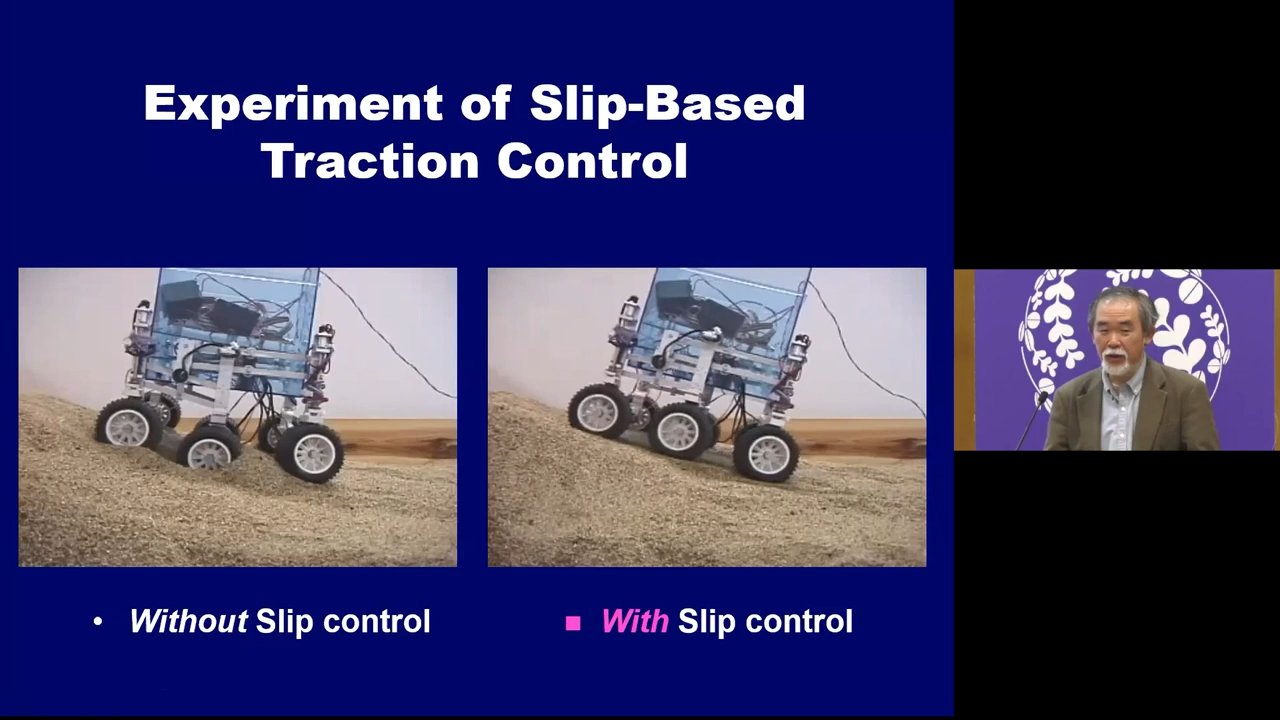 Experiment of Slip-Based
Traction Control
• Without Slip control
■ With Slip control